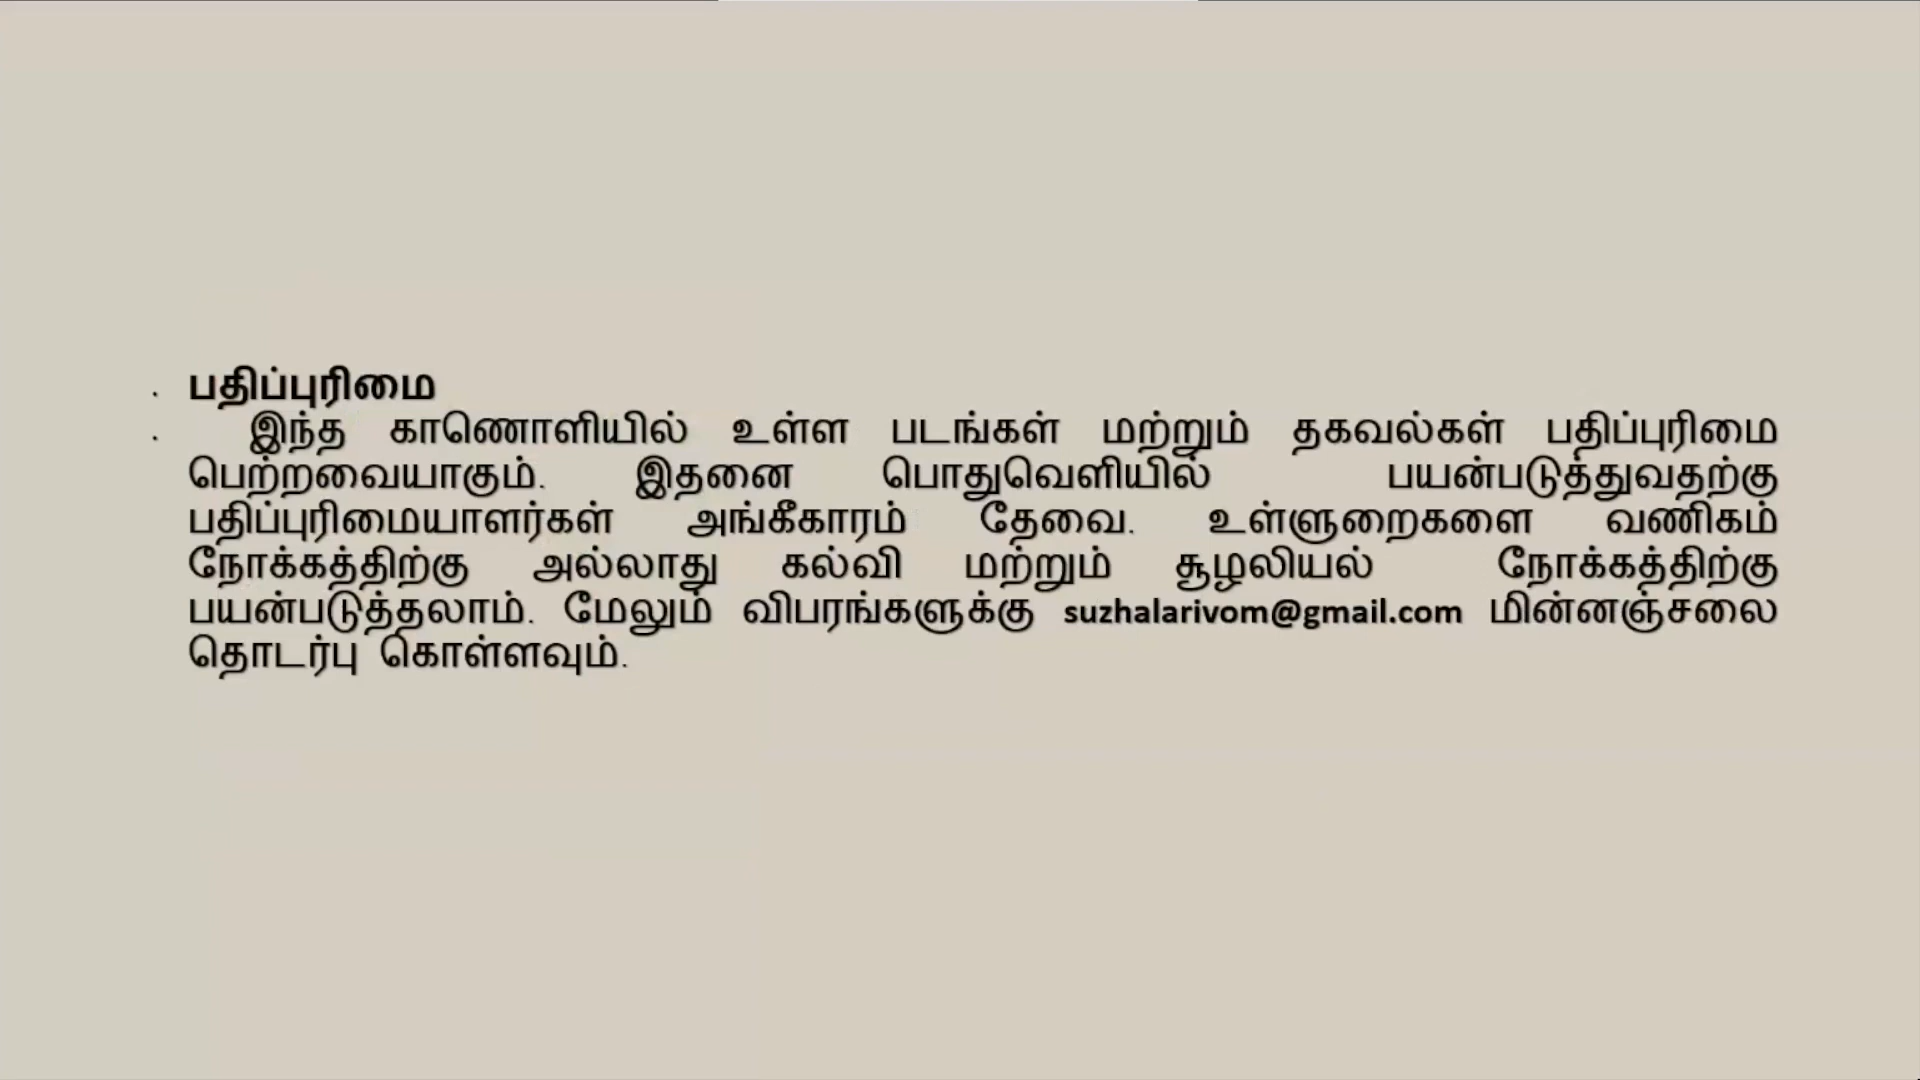 பதிப்புரிமை
இந்த காணொளியில் உள்ள படங்கள் மற்றும் தகவல்கள் பதிப்புரிமை
பெற்றவையாகும். இதனை பொதுவெளியில் பயன்படுத்துவதற்கு
பதிப்புரிமையாளர்கள் அங்கீகாரம் தேவை. உள்ளுறைகளை வணிகம்
நோக்கத்திற்கு அல்லாது கல்வி மற்றும் சூழலியல் நோக்கத்திற்கு
பயன்படுத்தலாம். மேலும் விபரங்களுக்கு suzhalarivom@gmail.com மின்னஞ்சலை
தொடர்பு கொள்ளவும்.